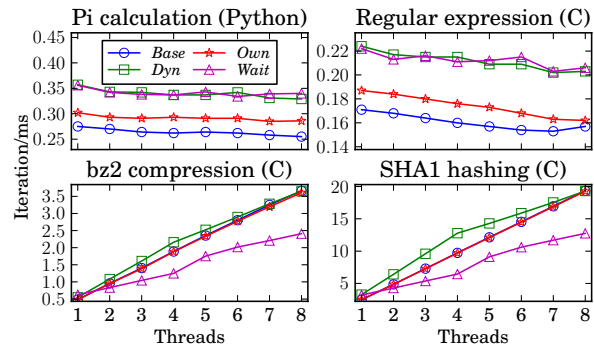 Pi calculation (Python)
Regular expression (C)
0.45
0.40
0.35
0.30
0.25
Base
Own
Dyn
Wait
0.22
0.20
0.18
0.16
0.14
Iteration/ms
bz2 compression (C)
SHA1 hashing (C)
3.5
3.0
2.5
2.0
1.5
1.0
0.5
20
15
10
5
1 2 3 4 5 6 7 8
1 2 3 4 5 6 7 8
Threads
Threads